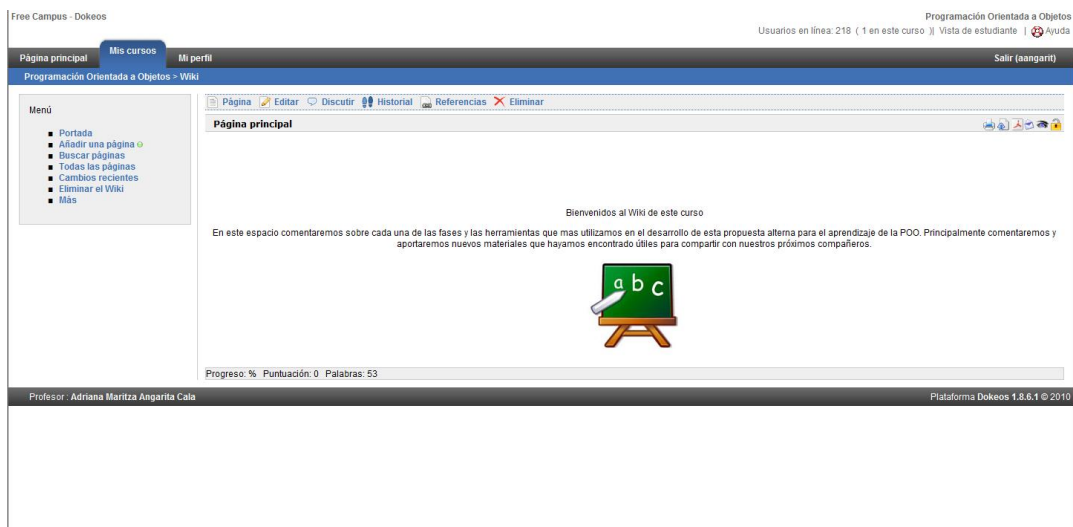 Free Campus - Dokeos
Programación Orientada a Objetos
Usuarios en línea: 218 ( 1 en este curso )| Vista de estudiante | Ayuda
Página principal Mis cursos Mi perfil Salir (aangarit)
Programación Orientada a Objetos > Wiki
Menú
Portada
Añadir una página
Buscar páginas
Todas las páginas
Cambios recientes
Eliminar el Wiki
Más
Página Editar Discutir Historial Referencias Eliminar
Página principal
Bienvenidos al Wiki de este curso
En este espacio comentaremos sobre cada una de las fases y las herramientas que mas utilizamos en el desarrollo de esta propuesta alterna para el aprendizaje de la POO. Principalmente comentaremos y
aportaremos nuevos materiales que hayamos encontrado útiles para compartir con nuestros próximos compañeros.
a b c
Progreso: % Puntuación: 0 Palabras: 53
Profesor : Adriana Maritza Angarita Cala Plataforma Dokeos 1.8.6.1 © 2010